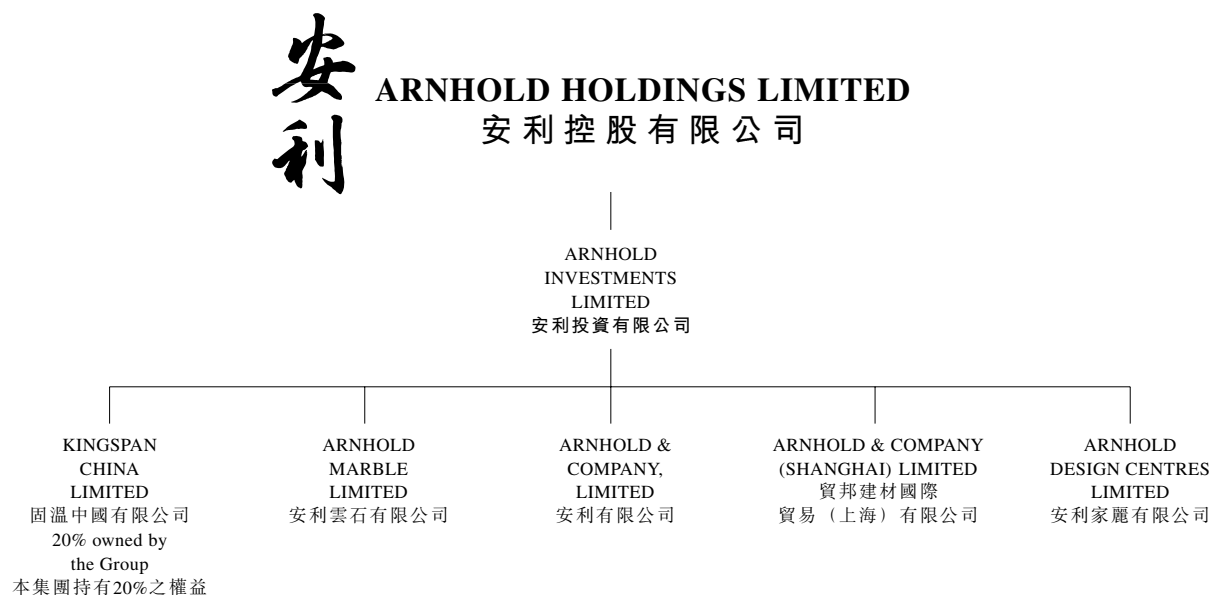 安利
ARNHOLD HOLDINGS LIMITED
安利控股有限公司
ARNHOLD
INVESTMENTS
LIMITED
安利投資有限公司
KINGSPAN
CHINA
LIMITED
固溫中國有限公司
20% owned by
the Group
本集團持有20%之權益
ARNHOLD
MARBLE
LIMITED
安利雲石有限公司
ARNHOLD &
COMPANY,
LIMITED
安利有限公司
ARNHOLD & COMPANY
(SHANGHAI) LIMITED
貿邦建材國際
貿易（上海）有限公司
ARNHOLD
DESIGN CENTRES
LIMITED
安利家麗有限公司